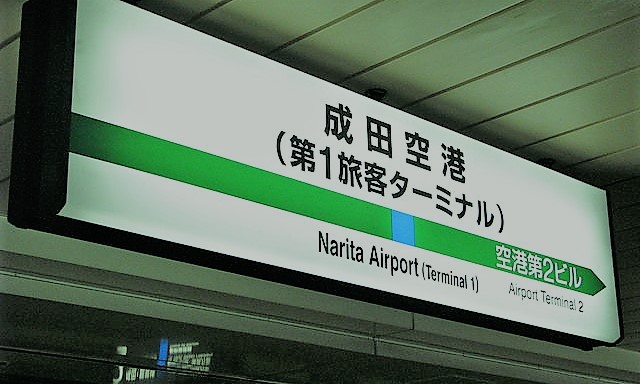 成田空港
(第1旅客ターミナル)
空港第2ビル
Narita Airport (Terminal 1)
Airport Terminal 2